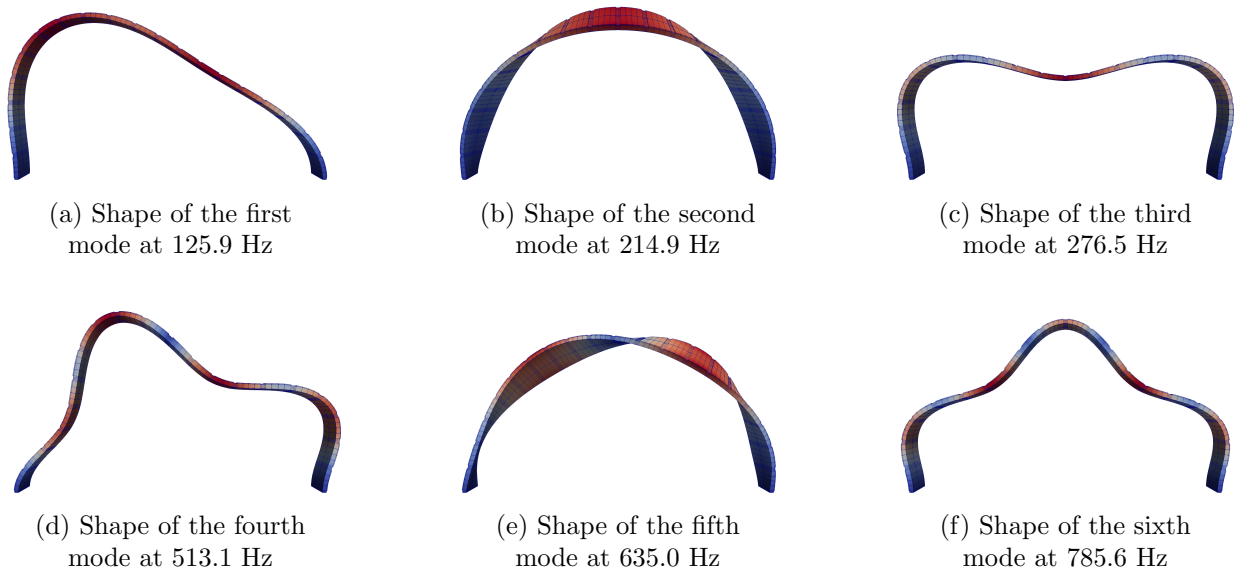 (a) Shape of the first
mode at 125.9 Hz
(b) Shape of the second
mode at 214.9 Hz
(c) Shape of the third
mode at 276.5 Hz
(d) Shape of the fourth
mode at 513.1 Hz
(e) Shape of the fifth
mode at 635.0 Hz
(f) Shape of the sixth
mode at 785.6 Hz